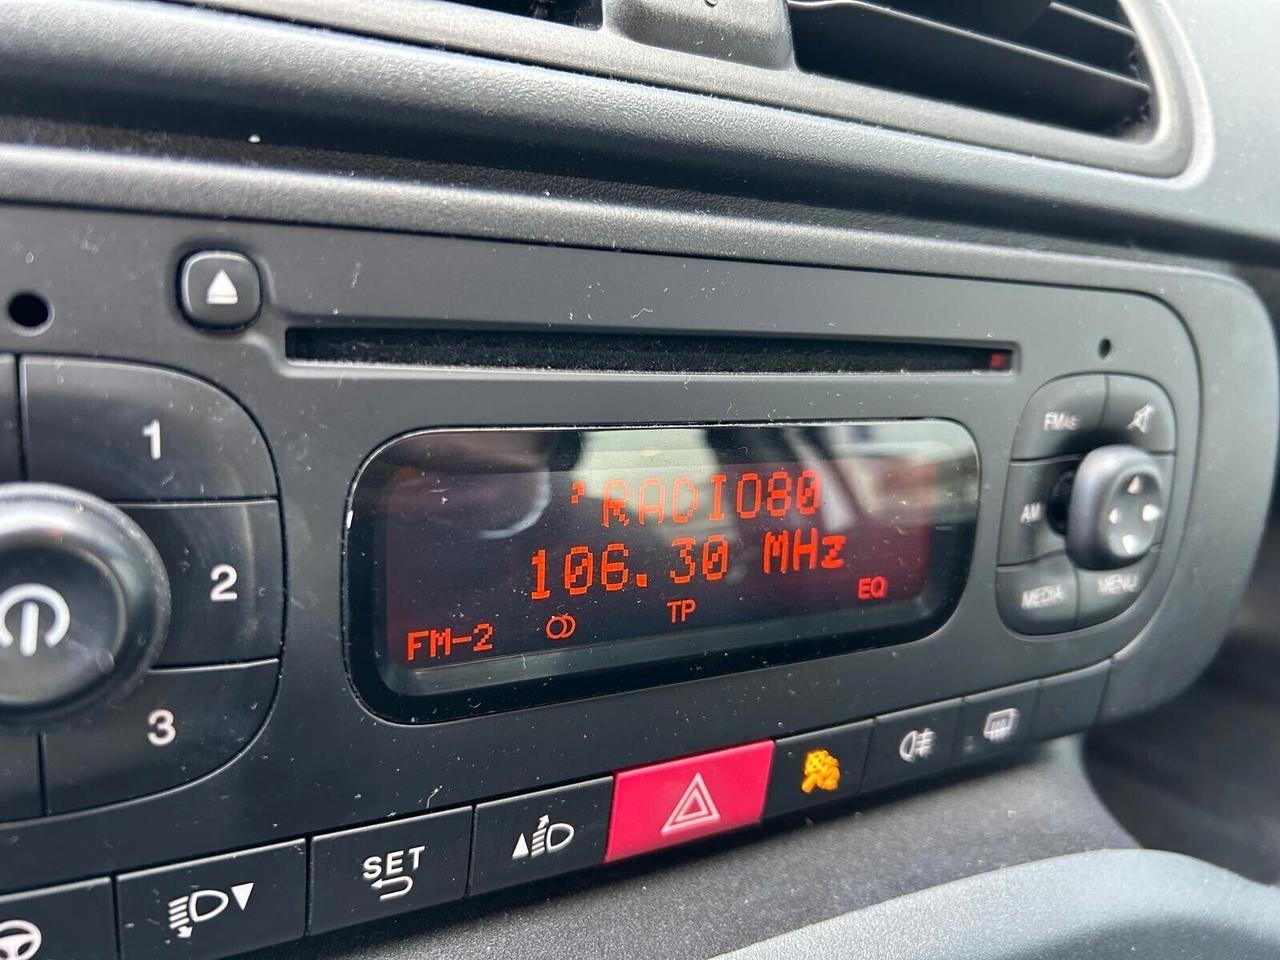 1
2
3
'RADIO80
106.30 MHz
FM-2
TP
EQ
FM AS
AM
MEDIA
MENU
SET